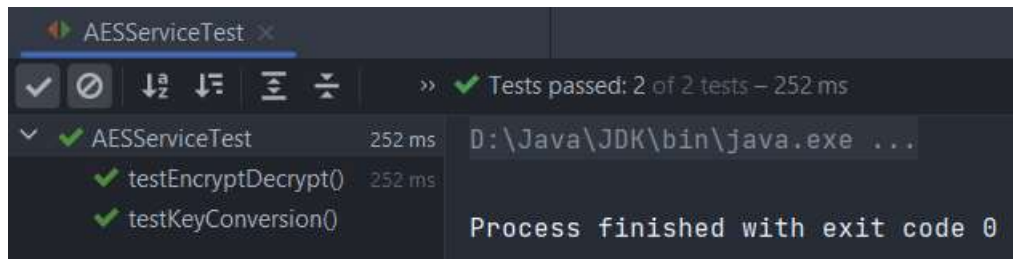 AESServiceTest
Tests passed: 2 of 2 tests – 252 ms
AESServiceTest 252 ms
testEncryptDecrypt() 252 ms
testKeyConversion()
D:\Java\JDK\bin\java.exe ...
Process finished with exit code 0